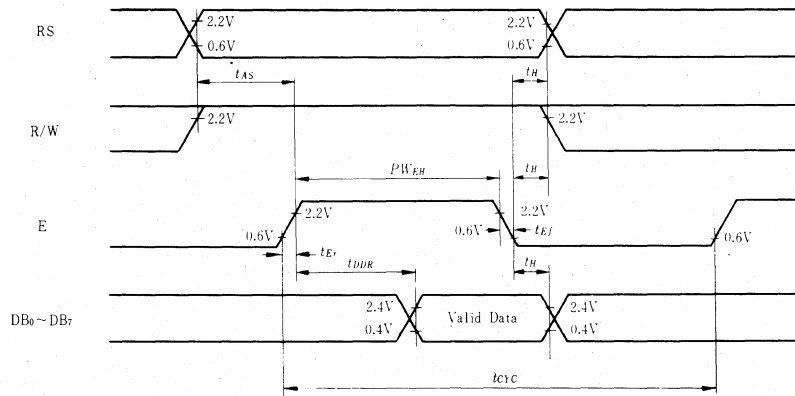 RS
2.2V
2.2V
0.6V
0.6V
tAS
tH
R/W
2.2V
2.2V
PWEH
tH
E
2.2V
2.2V
0.6V
0.6V
0.6V
tEr
tEf
tDDR
tH
DB0~DB7
2.4V
Valid Data
2.4V
0.4V
0.4V
tCYC